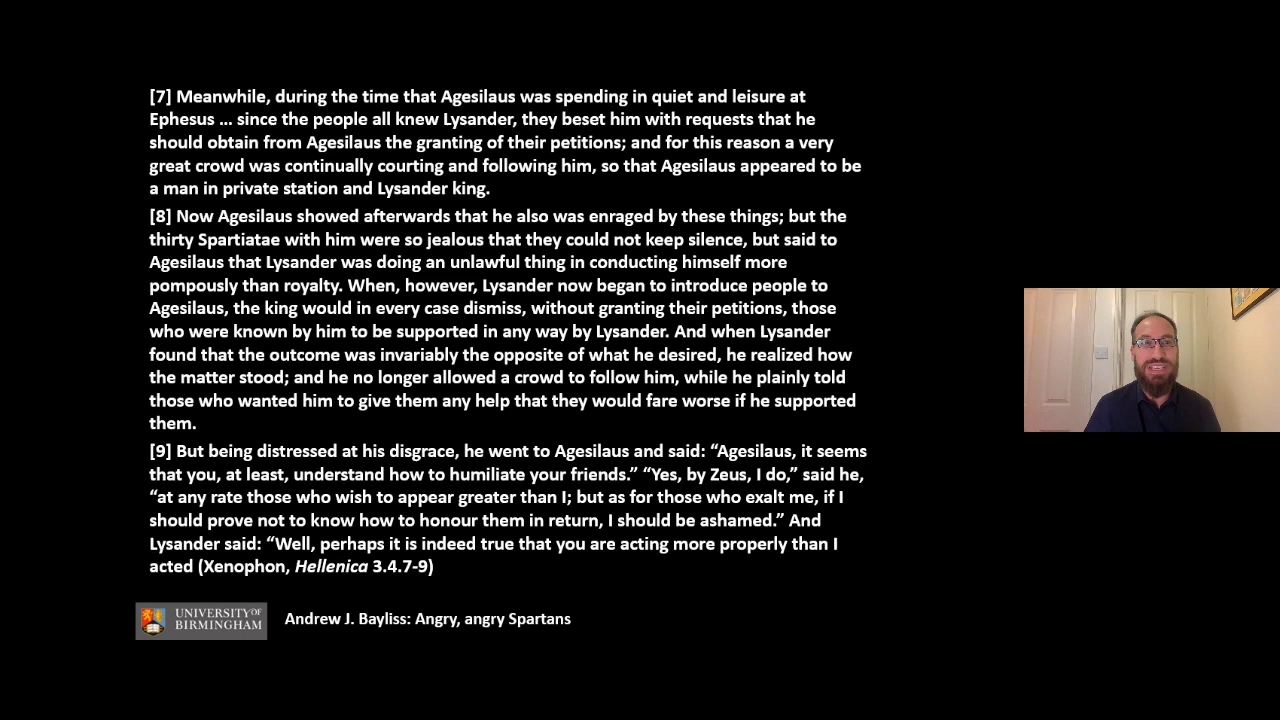 [7] Meanwhile, during the time that Agesilaus was spending in quiet and leisure at
Ephesus ... since the people all knew Lysander, they beset him with requests that he
should obtain from Agesilaus the granting of their petitions; and for this reason a very
great crowd was continually courting and following him, so that Agesilaus appeared to be
a man in private station and Lysander king.
[8] Now Agesilaus showed afterwards that he also was enraged by these things; but the
thirty Spartiatae with him were so jealous that they could not keep silence, but said to
Agesilaus that Lysander was doing an unlawful thing in conducting himself more
pompously than royalty. When, however, Lysander now began to introduce people to
Agesilaus, the king would in every case dismiss, without granting their petitions, those
who were known by him to be supported in any way by Lysander. And when Lysander
found that the outcome was invariably the opposite of what he desired, he realized how
the matter stood; and he no longer allowed a crowd to follow him, while he plainly told
those who wanted him to give them any help that they would fare worse if he supported
them.
[9] But being distressed at his disgrace, he went to Agesilaus and said: “Agesilaus, it seems
that you, at least, understand how to humiliate your friends.” “Yes, by Zeus, I do,” said he,
“at any rate those who wish to appear greater than I; but as for those who exalt me, if I
should prove not to know how to honour them in return, I should be ashamed.” And
Lysander said: “Well, perhaps it is indeed true that you are acting more properly than I
acted (Xenophon, Hellenica 3.4.7-9)
UNIVERSITY OF
BIRMINGHAM
Andrew J. Bayliss: Angry, angry Spartans